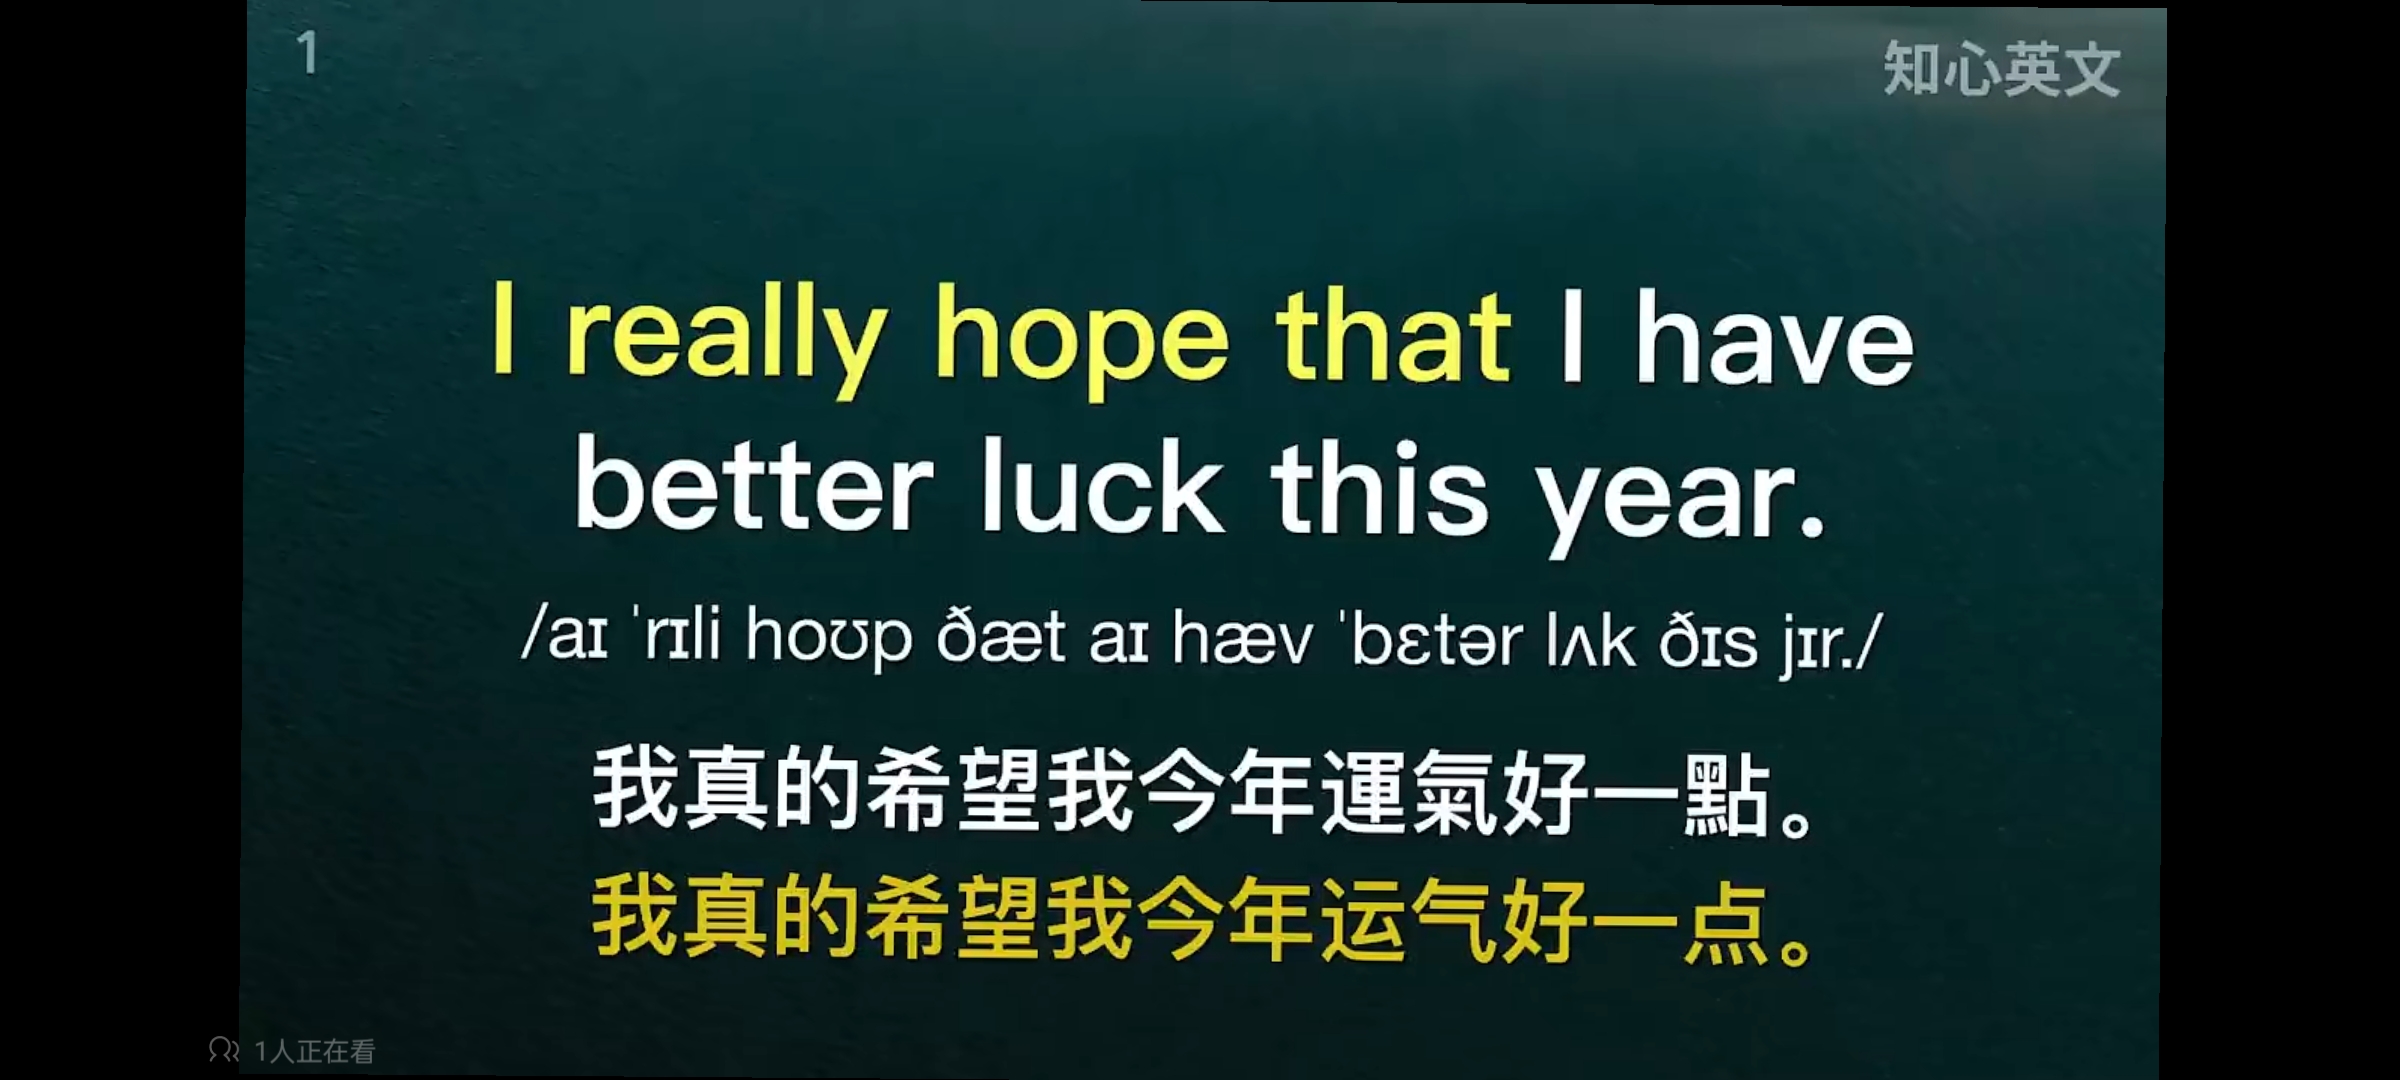 1
知心英文
I really hope that I have
better luck this year.
/aɪ ˈrɪli hoʊp ðæt aɪ hæv ˈbɛtər lʌk ðɪs jɪr./
我真的希望我今年運氣好一點。
我真的希望我今年运气好一点。
1人正在看